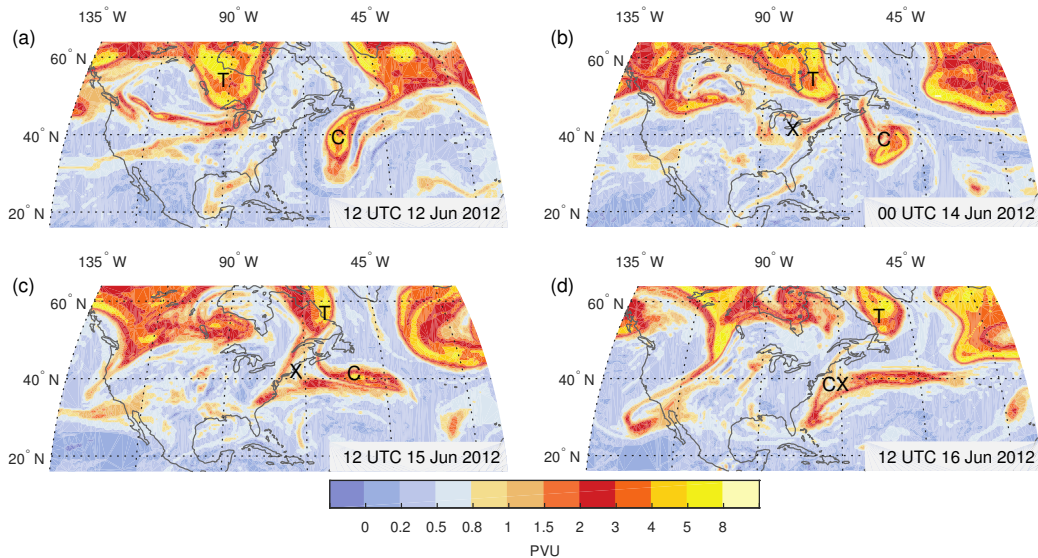 135° W 90° W 45° W
(a)
60° N
40° N
20° N
T
C
12 UTC 12 Jun 2012
135° W 90° W 45° W
(b)
60° N
40° N
20° N
T
X
C
00 UTC 14 Jun 2012
135° W 90° W 45° W
(c)
60° N
40° N
20° N
T
X
C
12 UTC 15 Jun 2012
135° W 90° W 45° W
(d)
60° N
40° N
20° N
T
CX
12 UTC 16 Jun 2012
0 0.2 0.5 0.8 1 1.5 2 3 4 5 8
PVU